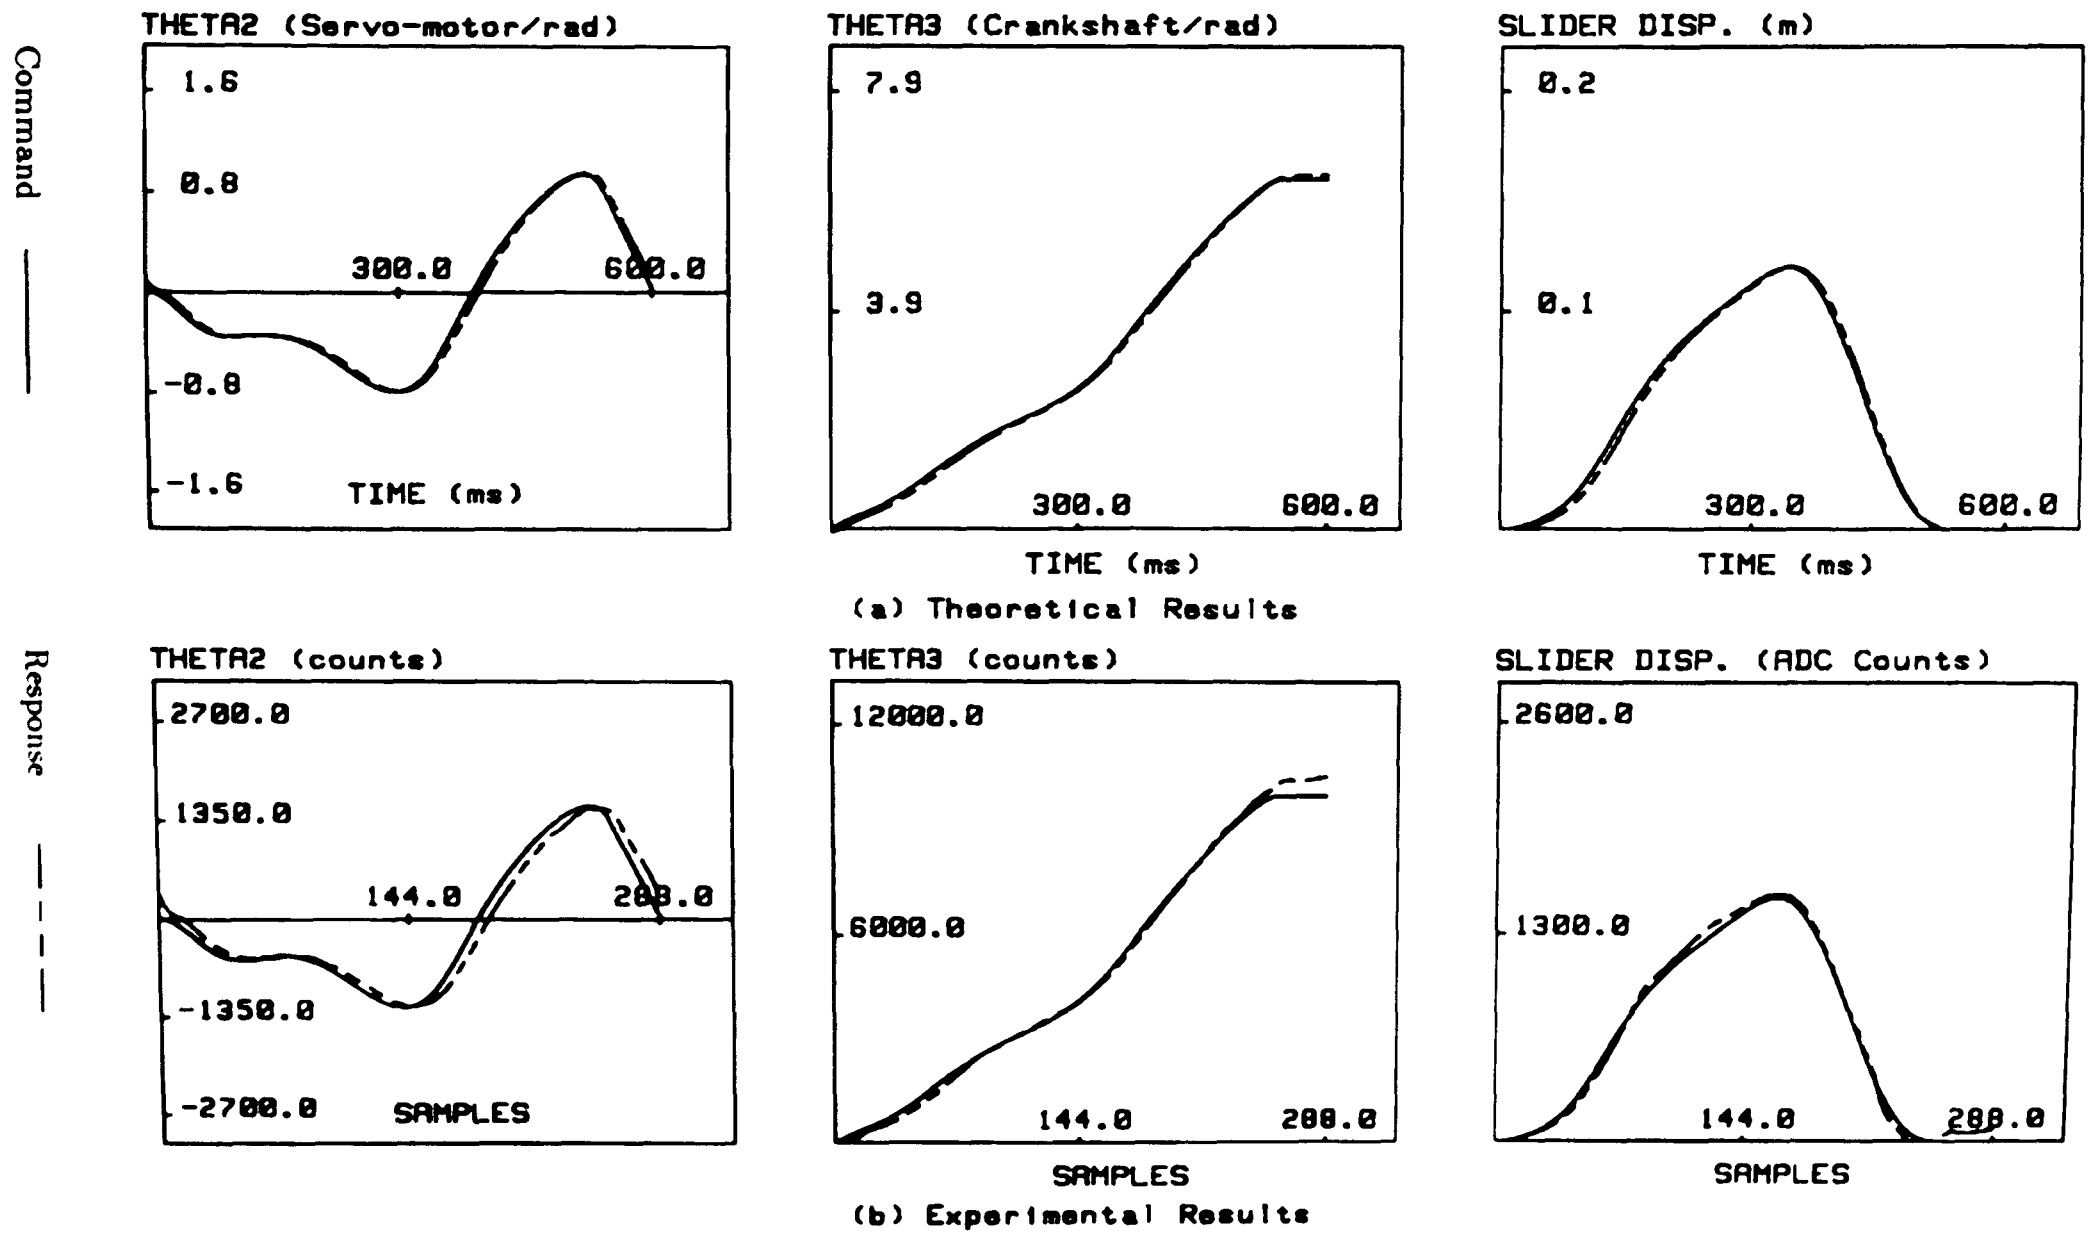 Command
Response
THETA2 (Servo-motor/rad)
1.6
0.8
300.0
600.0
-0.8
-1.6
TIME (ms)
THETA3 (Crankshaft/rad)
7.9
3.9
300.0
600.0
TIME (ms)
SLIDER DISP. (m)
0.2
0.1
300.0
600.0
TIME (ms)
(a) Theoretical Results
THETA2 (counts)
2700.0
1350.0
144.0
288.0
-1350.0
-2700.0
SAMPLES
THETA3 (counts)
12000.0
6000.0
144.0
288.0
SAMPLES
SLIDER DISP. (ADC Counts)
2600.0
1300.0
144.0
288.0
SAMPLES
(b) Experimental Results